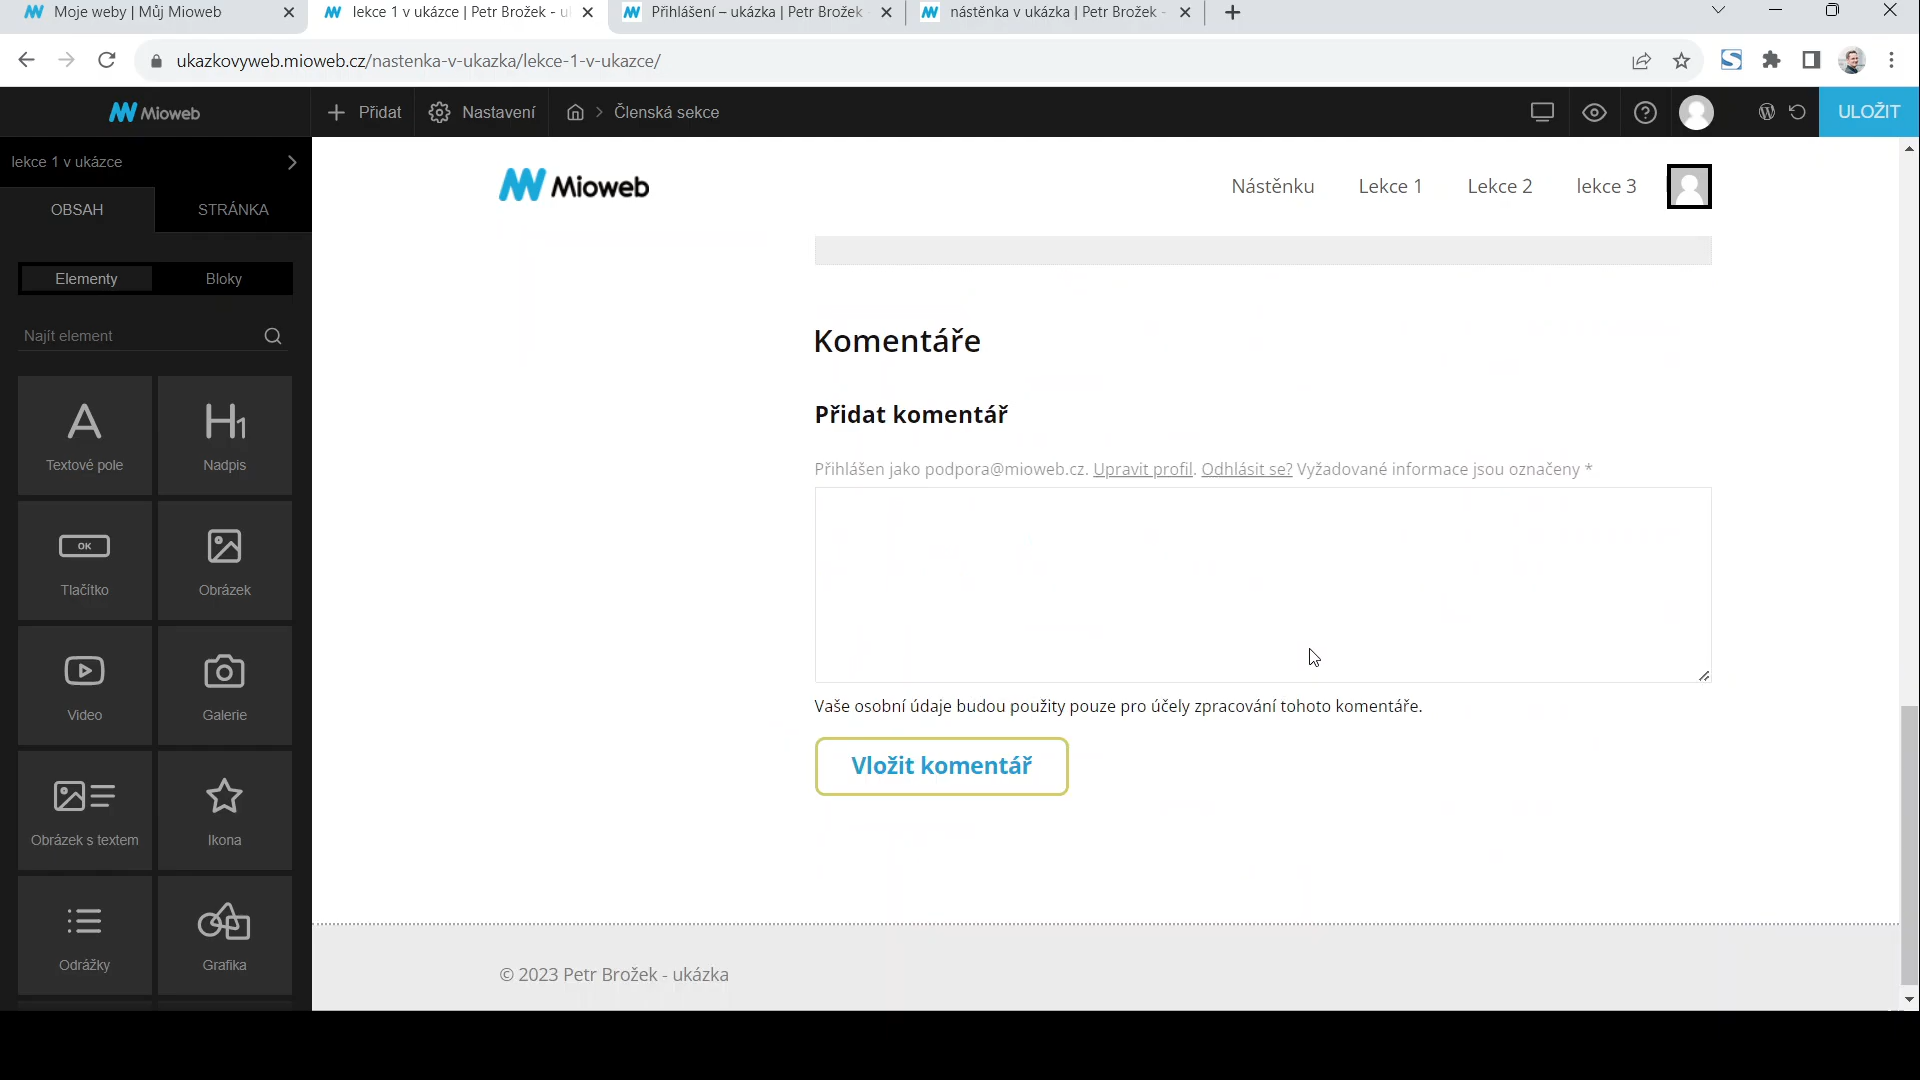 Moje weby | Můj Mioweb
lekce 1 v ukázce | Petr Brožek - u
Přihlášení – ukázka | Petr Brožek
nástěnka v ukázka | Petr Brožek -
ukazkovyweb.mioweb.cz/nastenka-v-ukazka/lekce-1-v-ukazce/
Mioweb
Přidat
Nastavení
Členská sekce
ULOŽIT
lekce 1 v ukázce
OBSAH
STRÁNKA
Elementy
Bloky
Najít element
Textové pole
Nadpis
OK
Tlačítko
Obrázek
Video
Galerie
Obrázek s textem
Ikona
Odrážky
Grafika
Mioweb
Nástěnku
Lekce 1
Lekce 2
lekce 3
Komentáře
Přidat komentář
Přihlášen jako podpora@mioweb.cz. Upravit profil. Odhlásit se? Vyžadované informace jsou označeny *
Vaše osobní údaje budou použity pouze pro účely zpracování tohoto komentáře.
Vložit komentář
© 2023 Petr Brožek - ukázka